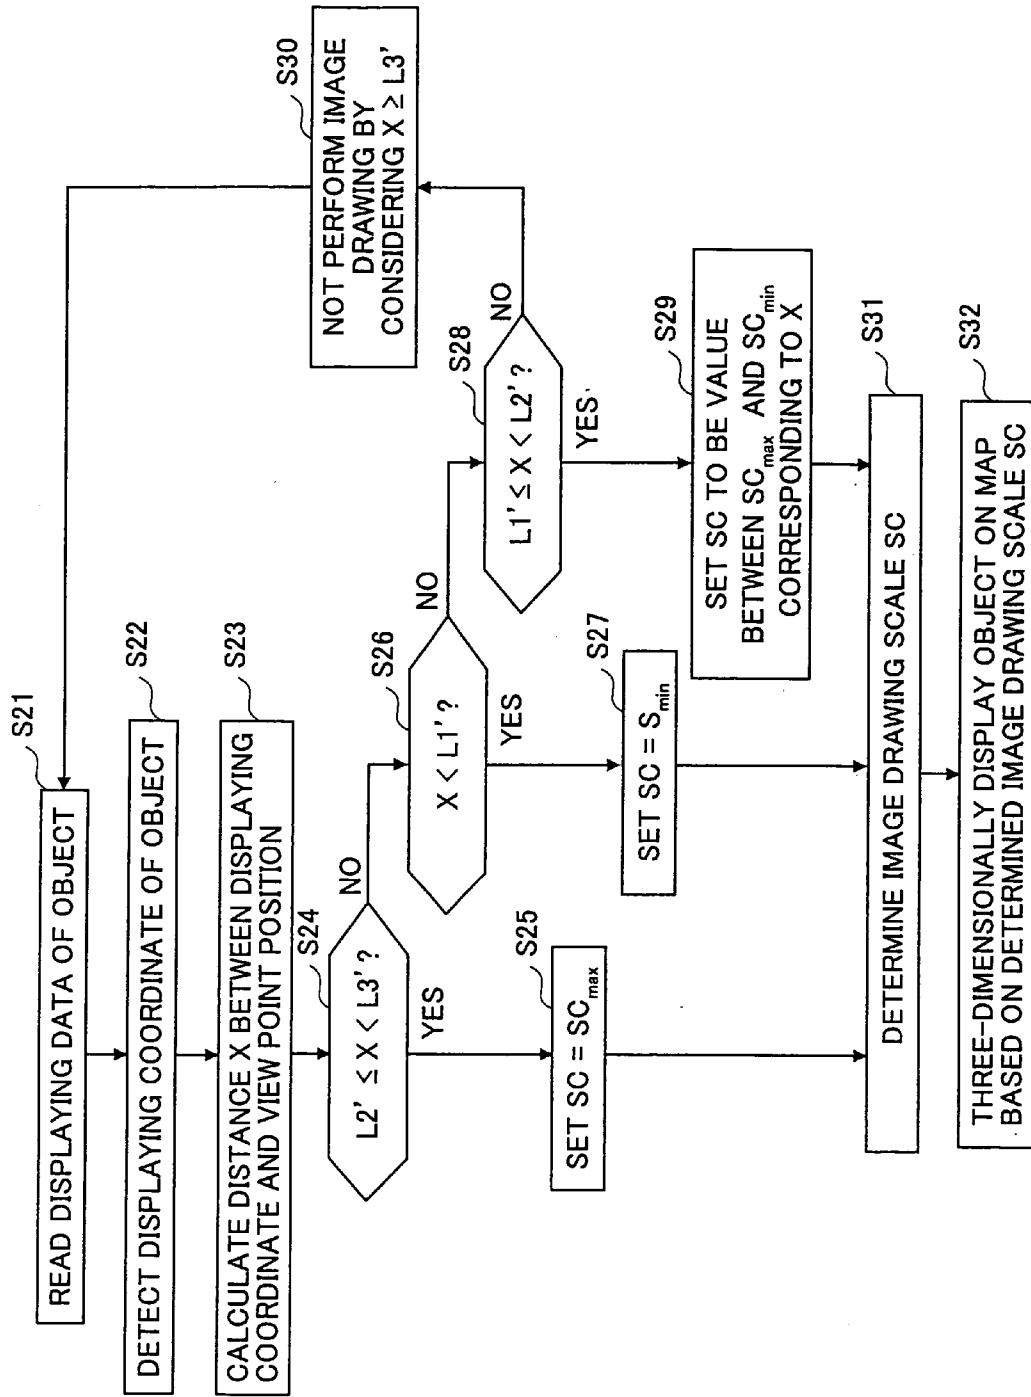 S21
READ DISPLAYING DATA OF OBJECT
S22
DETECT DISPLAYING COORDINATE OF OBJECT
S23
CALCULATE DISTANCE X BETWEEN DISPLAYING
COORDINATE AND VIEW POINT POSITION
S24
L2' ≤ X < L3' ?
NO
YES
S25
SET SC = SCmax
S26
X < L1' ?
NO
YES
S27
SET SC = Smin
S28
L1' ≤ X < L2' ?
NO
YES
S29
SET SC TO BE VALUE
BETWEEN SCmax AND SCmin
CORRESPONDING TO X
S30
NOT PERFORM IMAGE
DRAWING BY
CONSIDERING X ≥ L3'
S31
DETERMINE IMAGE DRAWING SCALE SC
S32
THREE-DIMENSIONALLY DISPLAY OBJECT ON MAP
BASED ON DETERMINED IMAGE DRAWING SCALE SC